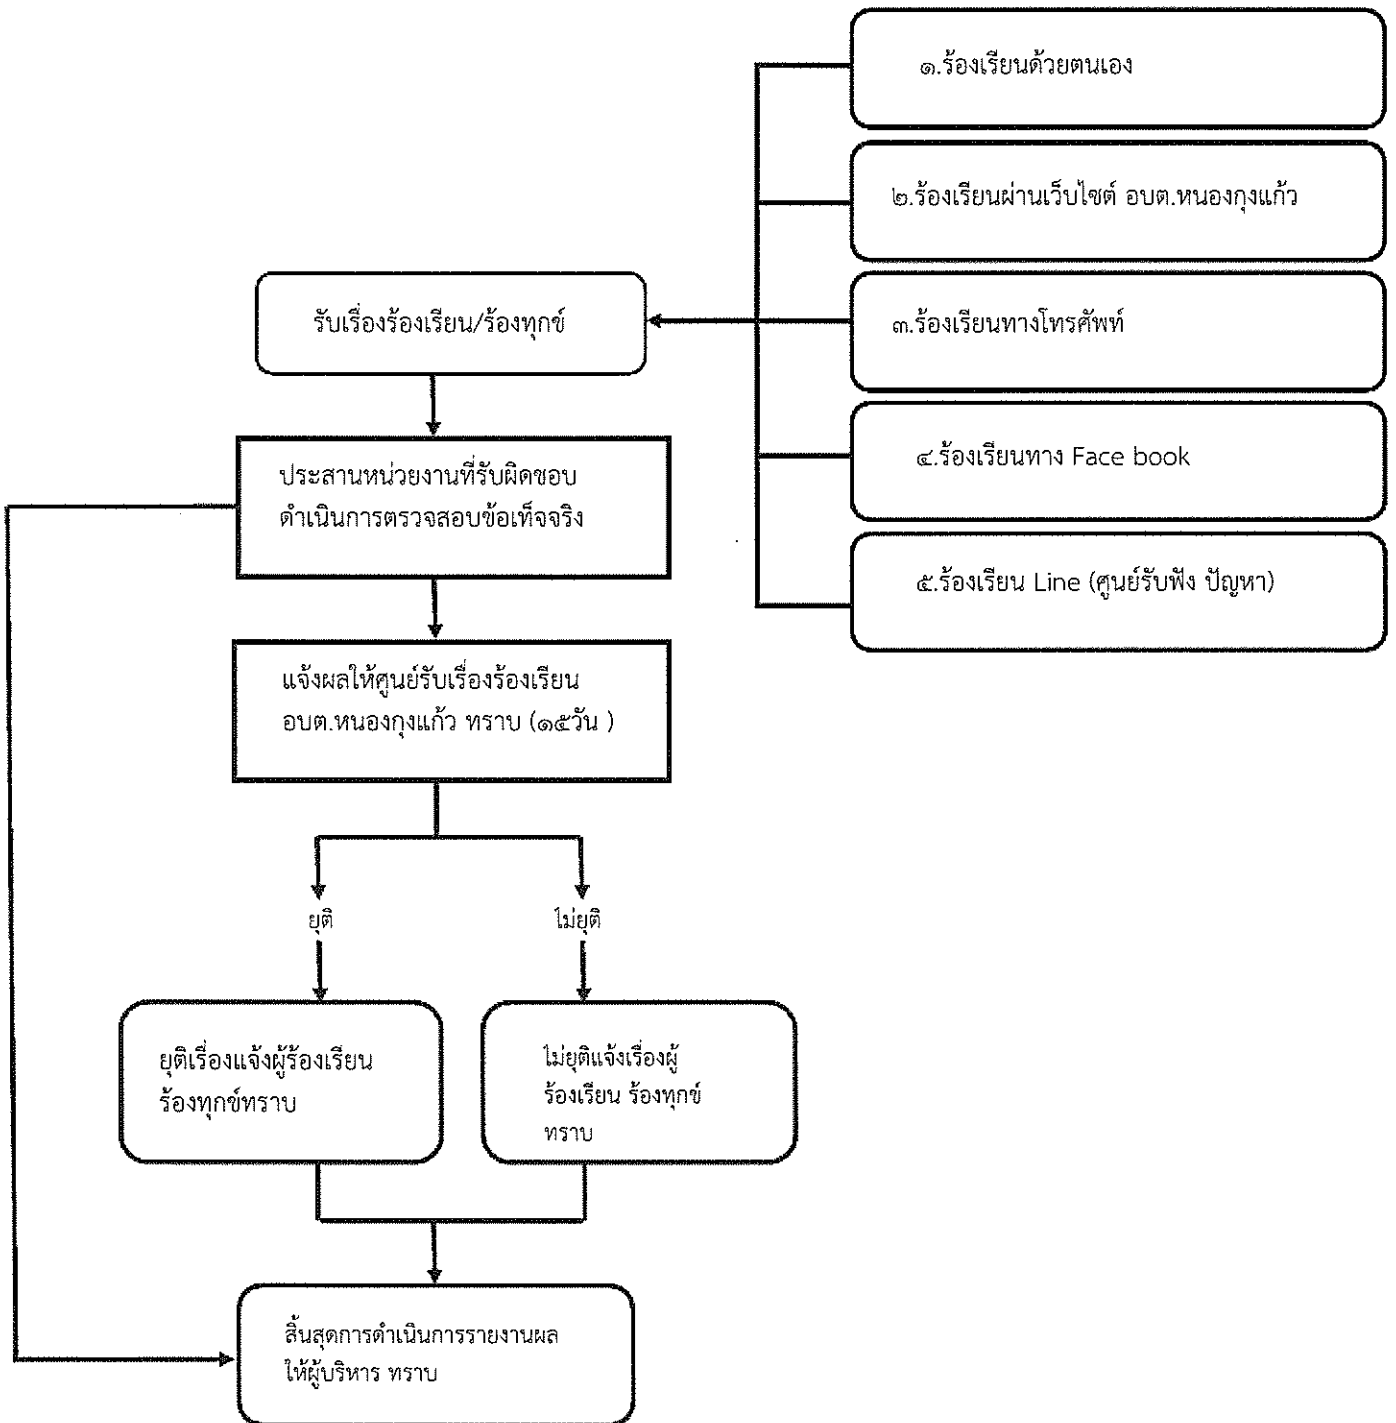 ๑.ร้องเรียนด้วยตนเอง
๒.ร้องเรียนผ่านเว็บไซต์ อบต.หนองกุงแก้ว
๓.ร้องเรียนทางโทรศัพท์
๔.ร้องเรียนทาง Face book
๕.ร้องเรียน Line (ศูนย์รับฟัง ปัญหา)
รับเรื่องร้องเรียน/ร้องทุกข์
ประสานหน่วยงานที่รับผิดชอบ
ดำเนินการตรวจสอบข้อเท็จจริง
แจ้งผลให้ศูนย์รับเรื่องร้องเรียน
อบต.หนองกุงแก้ว ทราบ (๑๕วัน )
ยุติ
ไม่ยุติ
ยุติเรื่องแจ้งผู้ร้องเรียน
ร้องทุกข์ทราบ
ไม่ยุติแจ้งเรื่องผู้
ร้องเรียน ร้องทุกข์
ทราบ
สิ้นสุดการดำเนินการรายงานผล
ให้ผู้บริหาร ทราบ